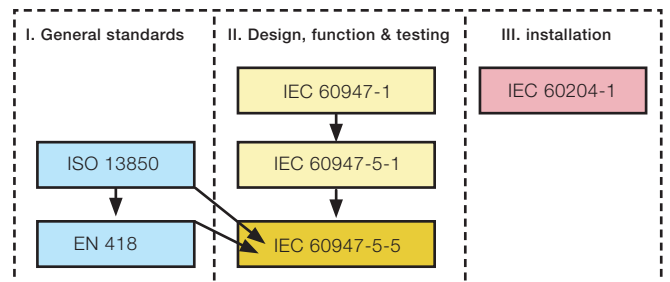 I. General standards
II. Design, function & testing
III. installation
IEC 60947-1
IEC 60204-1
ISO 13850
IEC 60947-5-1
EN 418
IEC 60947-5-5